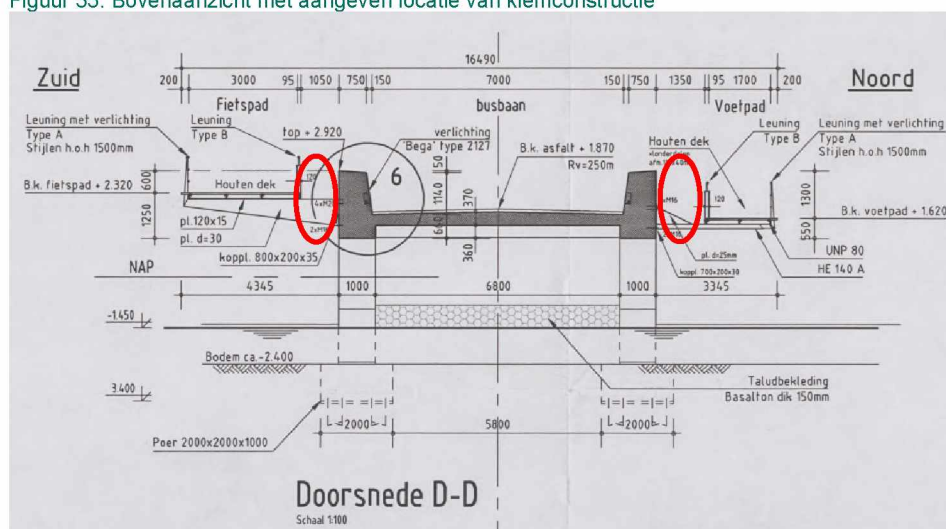 Figuur 33: Bovenaanzicht met aangeven locatie van klemconstructie
16490
Zuid
Noord
200 3000 95 1050 750 150 7000 150 750 1350 95 1700 200
Fietspad
busbaan
Voetpad
Leuning met verlichting
Type A
Stijlen h.o.h 1500mm
Leuning
Type B
top + 2.920
verlichting
'Bega' type 2127
B.k. asfalt + 1.870
Rv=250m
Houten dek
Leuning
Type B
Leuning met verlichting
Type A
Stijlen h.o.h 1500mm
6
50
1140
370
660
360
600
1250
B.k. fietspad + 2.320
Houten dek
120
4xM20
pl.120x15
pl. d=30
koppl. 800x200x35
M16
120
1300
550
B.k. voetpad + 1.620
pl. d=25mm
koppl 700x200x30
UNP 80
HE 140 A
NAP
4345 1000 6800 1000 3345
-1.450
Bodem ca.-2.400
3.400
Taludbekleding
Basalton dik 150mm
2000 5800 2000
Poer 2000x2000x1000
Doorsnede D-D
Schaal 1:100